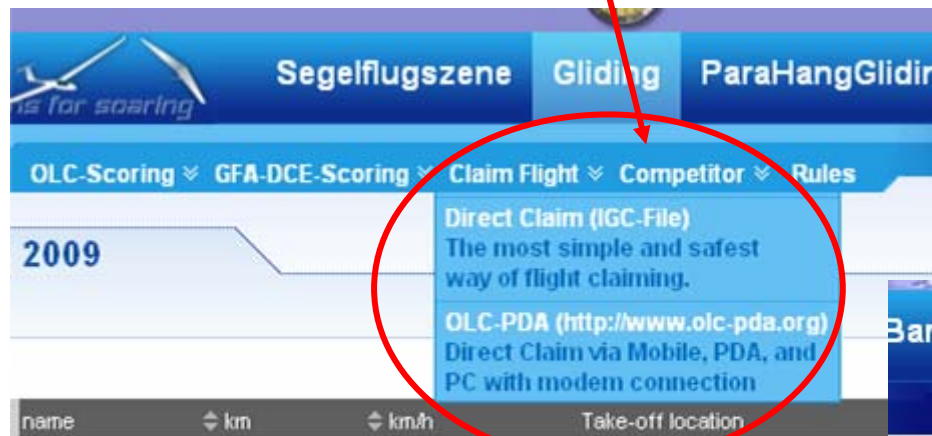 Segelflugszene Gliding ParaHangGlidin
is for soaring
OLC-Scoring GFA-DCE-Scoring Claim Flight Competitor Rules
2009
Direct Claim (IGC-File)
The most simple and safest
way of flight claiming.
OLC-PDA (http://www.olc-pda.org)
Direct Claim via Mobile, PDA, and
PC with modem connection
Bar
name km km/h Take-off location